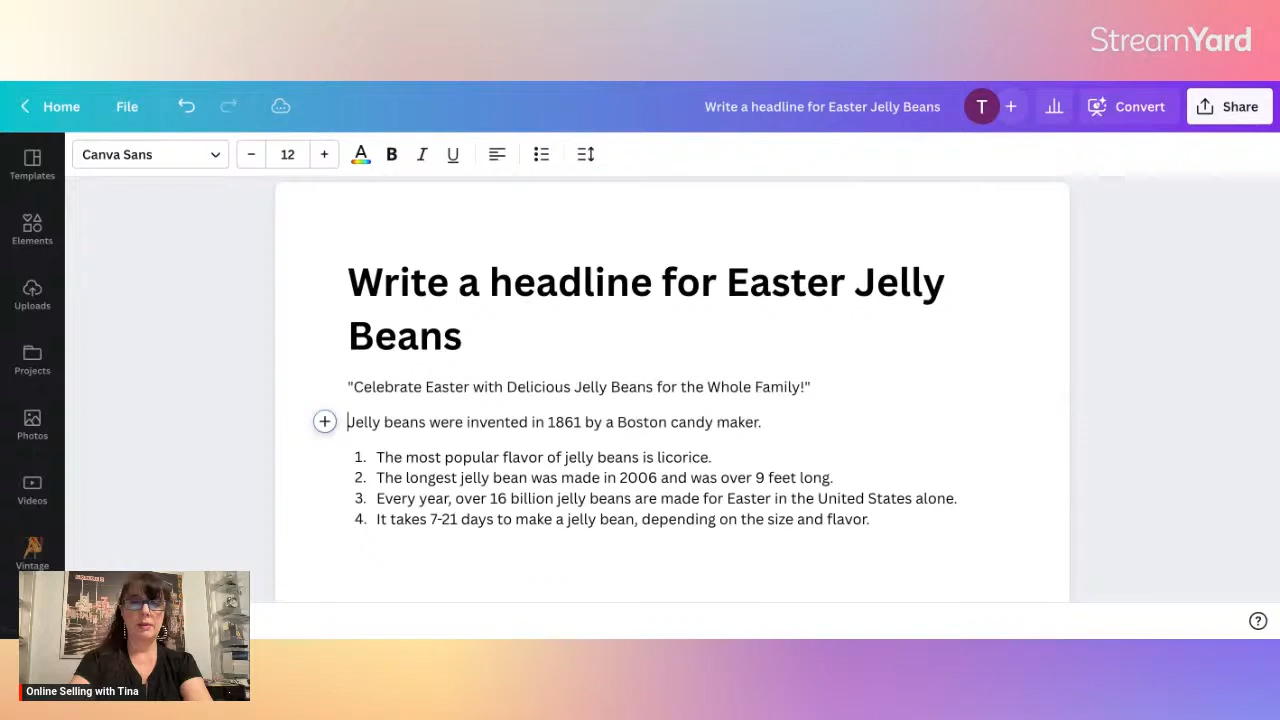 StreamYard
Home File Write a headline for Easter Jelly Beans T Convert Share
Canva Sans 12 A B I U
Templates
Elements
Uploads
Projects
Photos
Videos
Vintage
Write a headline for Easter Jelly
Beans
"Celebrate Easter with Delicious Jelly Beans for the Whole Family!"
Jelly beans were invented in 1861 by a Boston candy maker.
1. The most popular flavor of jelly beans is licorice.
2. The longest jelly bean was made in 2006 and was over 9 feet long.
3. Every year, over 16 billion jelly beans are made for Easter in the United States alone.
4. It takes 7-21 days to make a jelly bean, depending on the size and flavor.
Online Selling with Tina